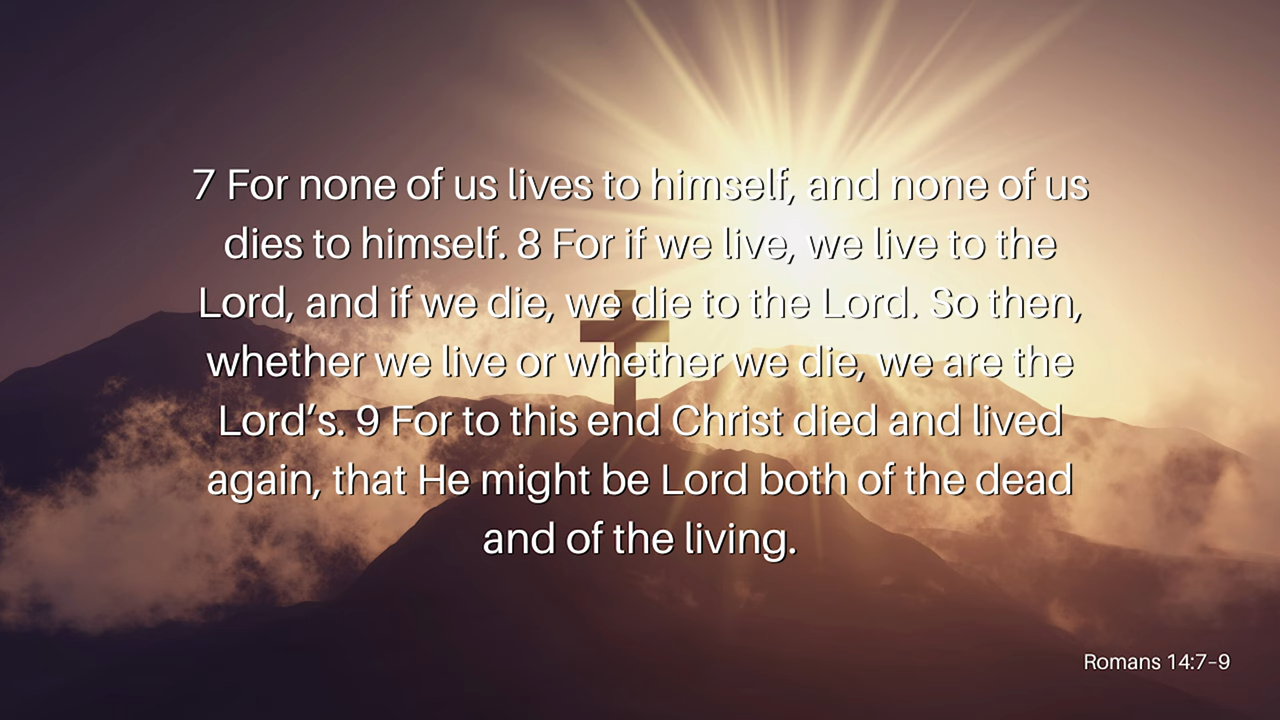 7 For none of us lives to himself, and none of us
dies to himself. 8 For if we live, we live to the
Lord, and if we die, we die to the Lord. So then,
whether we live or whether we die, we are the
Lord’s. 9 For to this end Christ died and lived
again, that He might be Lord both of the dead
and of the living.
Romans 14:7–9